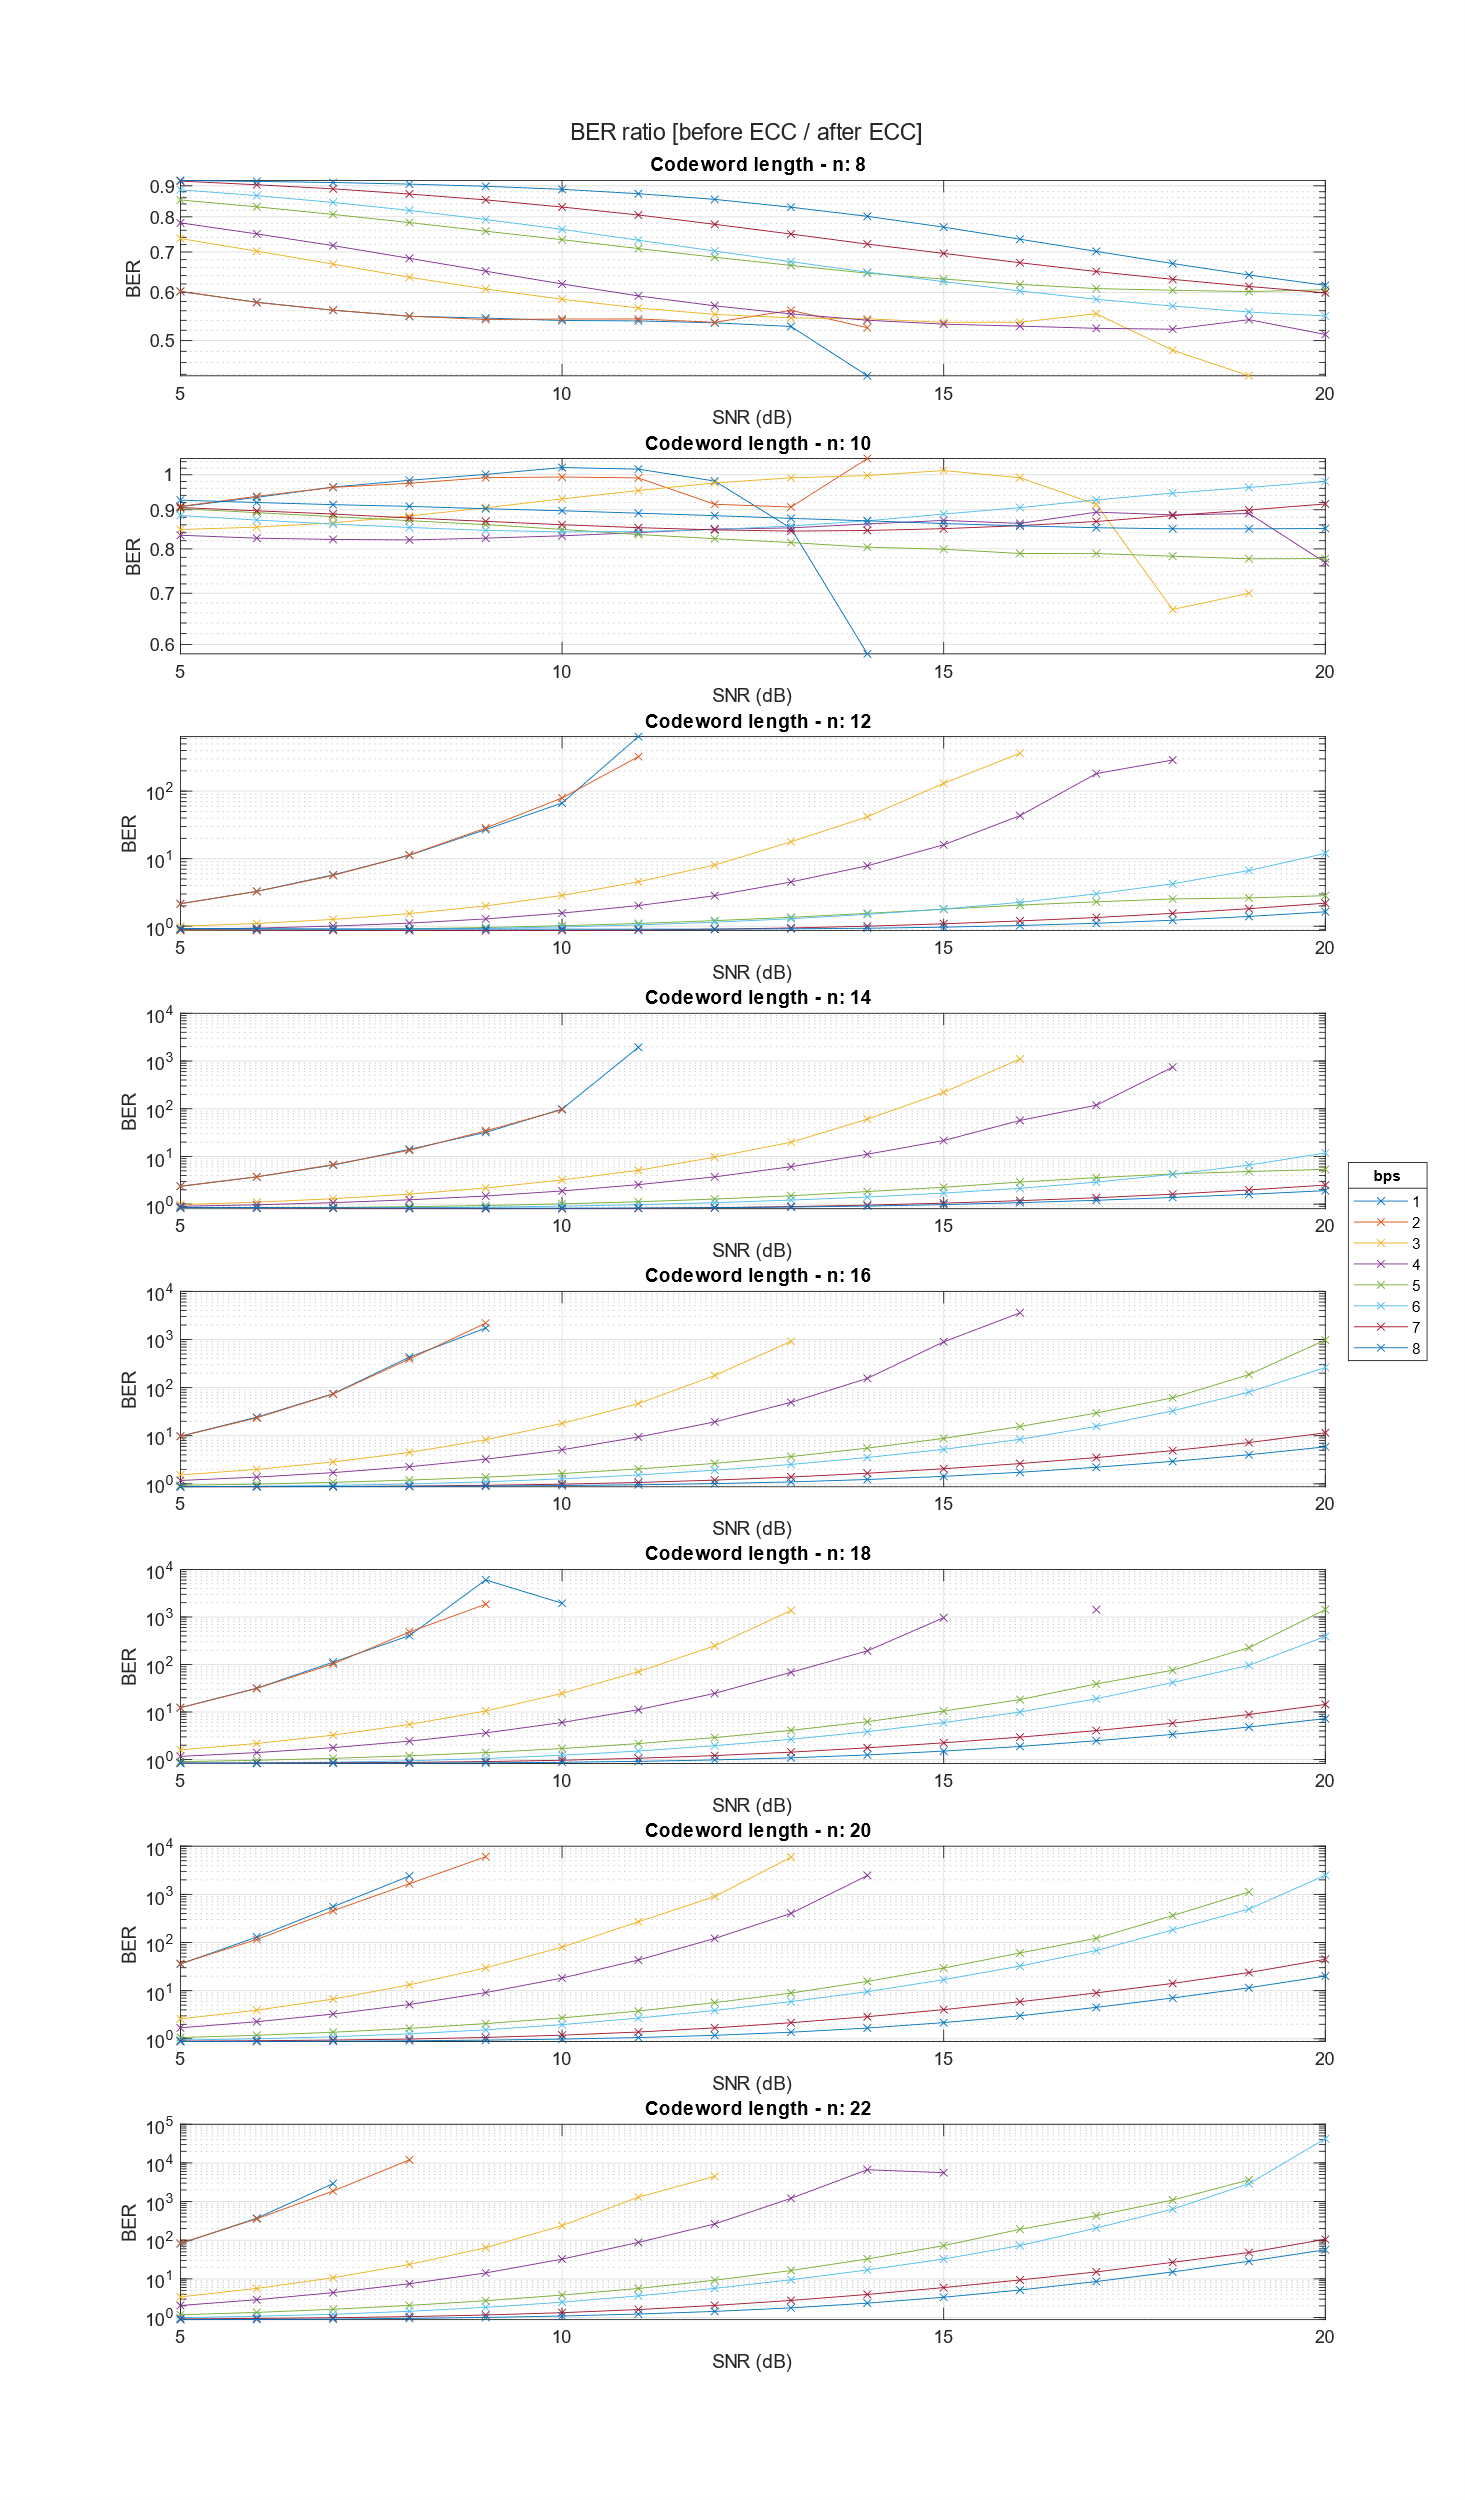 BER ratio [before ECC / after ECC]
Codeword length - n: 8
BER
0.9
0.8
0.7
0.6
0.5
5 10 15 20
SNR (dB)
Codeword length - n: 10
BER
1
0.9
0.8
0.7
0.6
5 10 15 20
SNR (dB)
Codeword length - n: 12
BER
10^2
10^1
10^0
5 10 15 20
SNR (dB)
Codeword length - n: 14
BER
10^4
10^3
10^2
10^1
10^0
5 10 15 20
SNR (dB)
bps
1
2
3
4
5
6
7
8
Codeword length - n: 16
BER
10^4
10^3
10^2
10^1
10^0
5 10 15 20
SNR (dB)
Codeword length - n: 18
BER
10^4
10^3
10^2
10^1
10^0
5 10 15 20
SNR (dB)
Codeword length - n: 20
BER
10^4
10^3
10^2
10^1
10^0
5 10 15 20
SNR (dB)
Codeword length - n: 22
BER
10^5
10^4
10^3
10^2
10^1
10^0
5 10 15 20
SNR (dB)